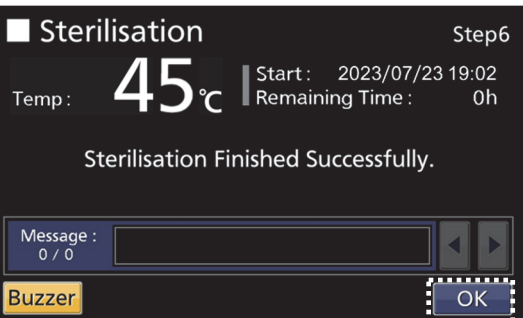 Sterilisation
Step6
Temp : 45℃
Start : 2023/07/23 19:02
Remaining Time : 0h
Sterilisation Finished Successfully.
Message :
0 / 0
Buzzer
OK